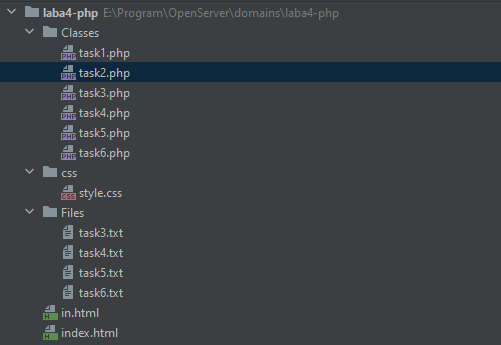 laba4-php E:\Program\OpenServer\domains\laba4-php
Classes
task1.php
task2.php
task3.php
task4.php
task5.php
task6.php
css
style.css
Files
task3.txt
task4.txt
task5.txt
task6.txt
in.html
index.html